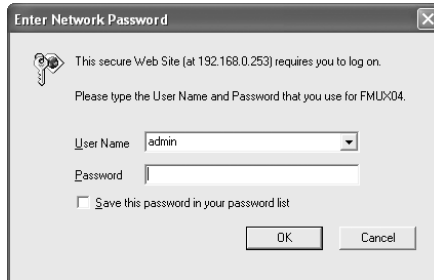 Enter Network Password
This secure Web Site (at 192.168.0.253) requires you to log on.
Please type the User Name and Password that you use for FMUX04.
User Name admin
Password
Save this password in your password list
OK Cancel